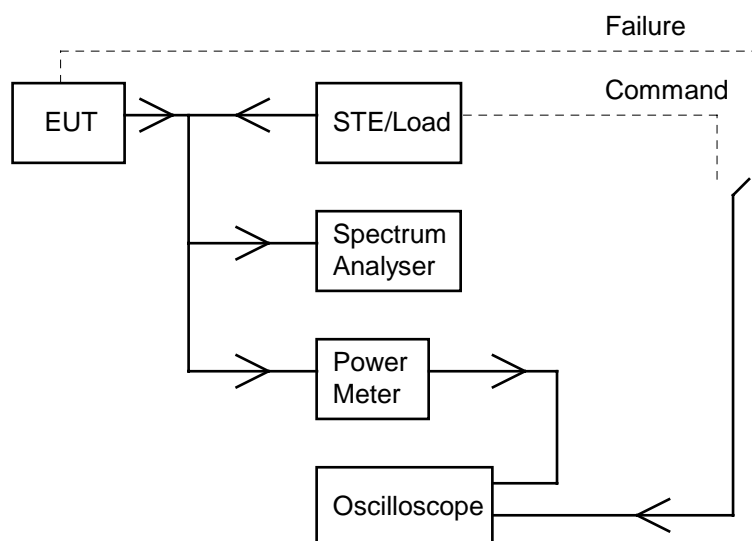 Failure
Command
EUT
STE/Load
Spectrum
Analyser
Power
Meter
Oscilloscope